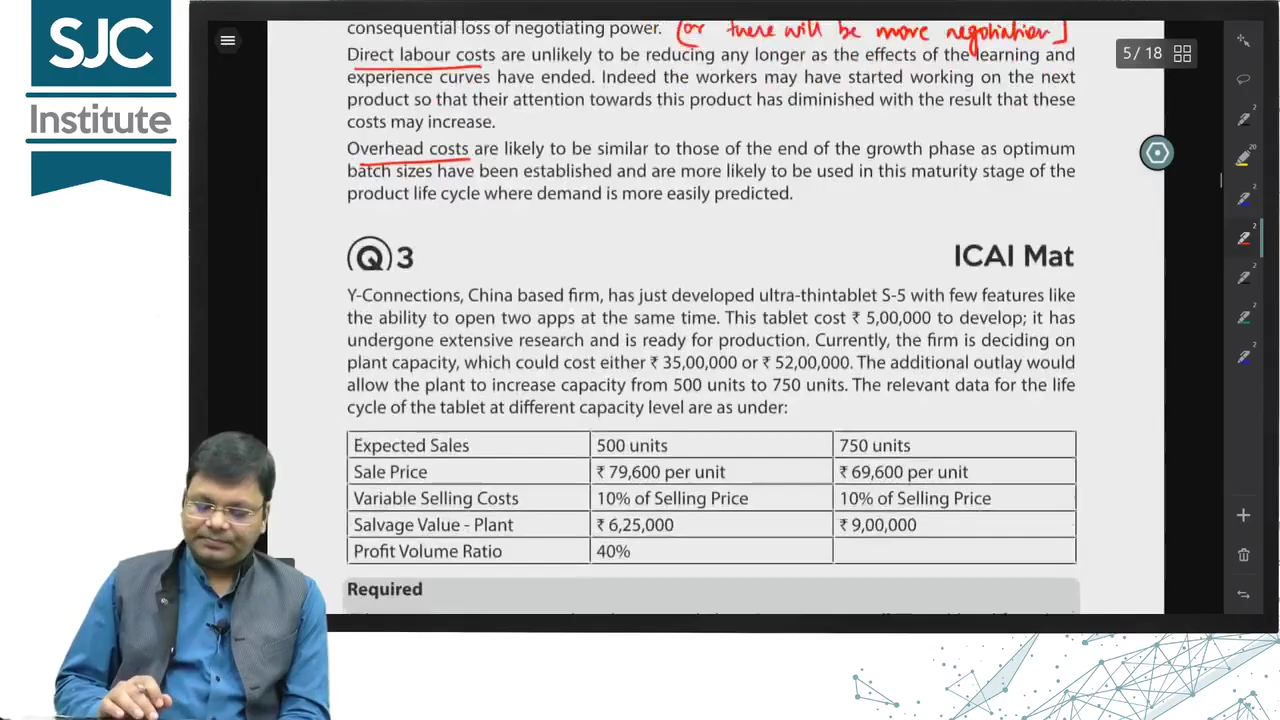 SJC
Institute
consequential loss of negotiating power. (or there will be more negotiation]
Direct labour costs are unlikely to be reducing any longer as the effects of the learning and
experience curves have ended. Indeed the workers may have started working on the next
product so that their attention towards this product has diminished with the result that these
costs may increase.
Overhead costs are likely to be similar to those of the end of the growth phase as optimum
batch sizes have been established and are more likely to be used in this maturity stage of the
product life cycle where demand is more easily predicted.
Q 3 ICAI Mat
Y-Connections, China based firm, has just developed ultra-thintablet S-5 with few features like
the ability to open two apps at the same time. This tablet cost ₹ 5,00,000 to develop; it has
undergone extensive research and is ready for production. Currently, the firm is deciding on
plant capacity, which could cost either ₹ 35,00,000 or ₹ 52,00,000. The additional outlay would
allow the plant to increase capacity from 500 units to 750 units. The relevant data for the life
cycle of the tablet at different capacity level are as under:
Expected Sales 500 units 750 units
Sale Price ₹ 79,600 per unit ₹ 69,600 per unit
Variable Selling Costs 10% of Selling Price 10% of Selling Price
Salvage Value - Plant ₹ 6,25,000 ₹ 9,00,000
Profit Volume Ratio 40%
Required
5 / 18
2
20
2
2
2
2
2